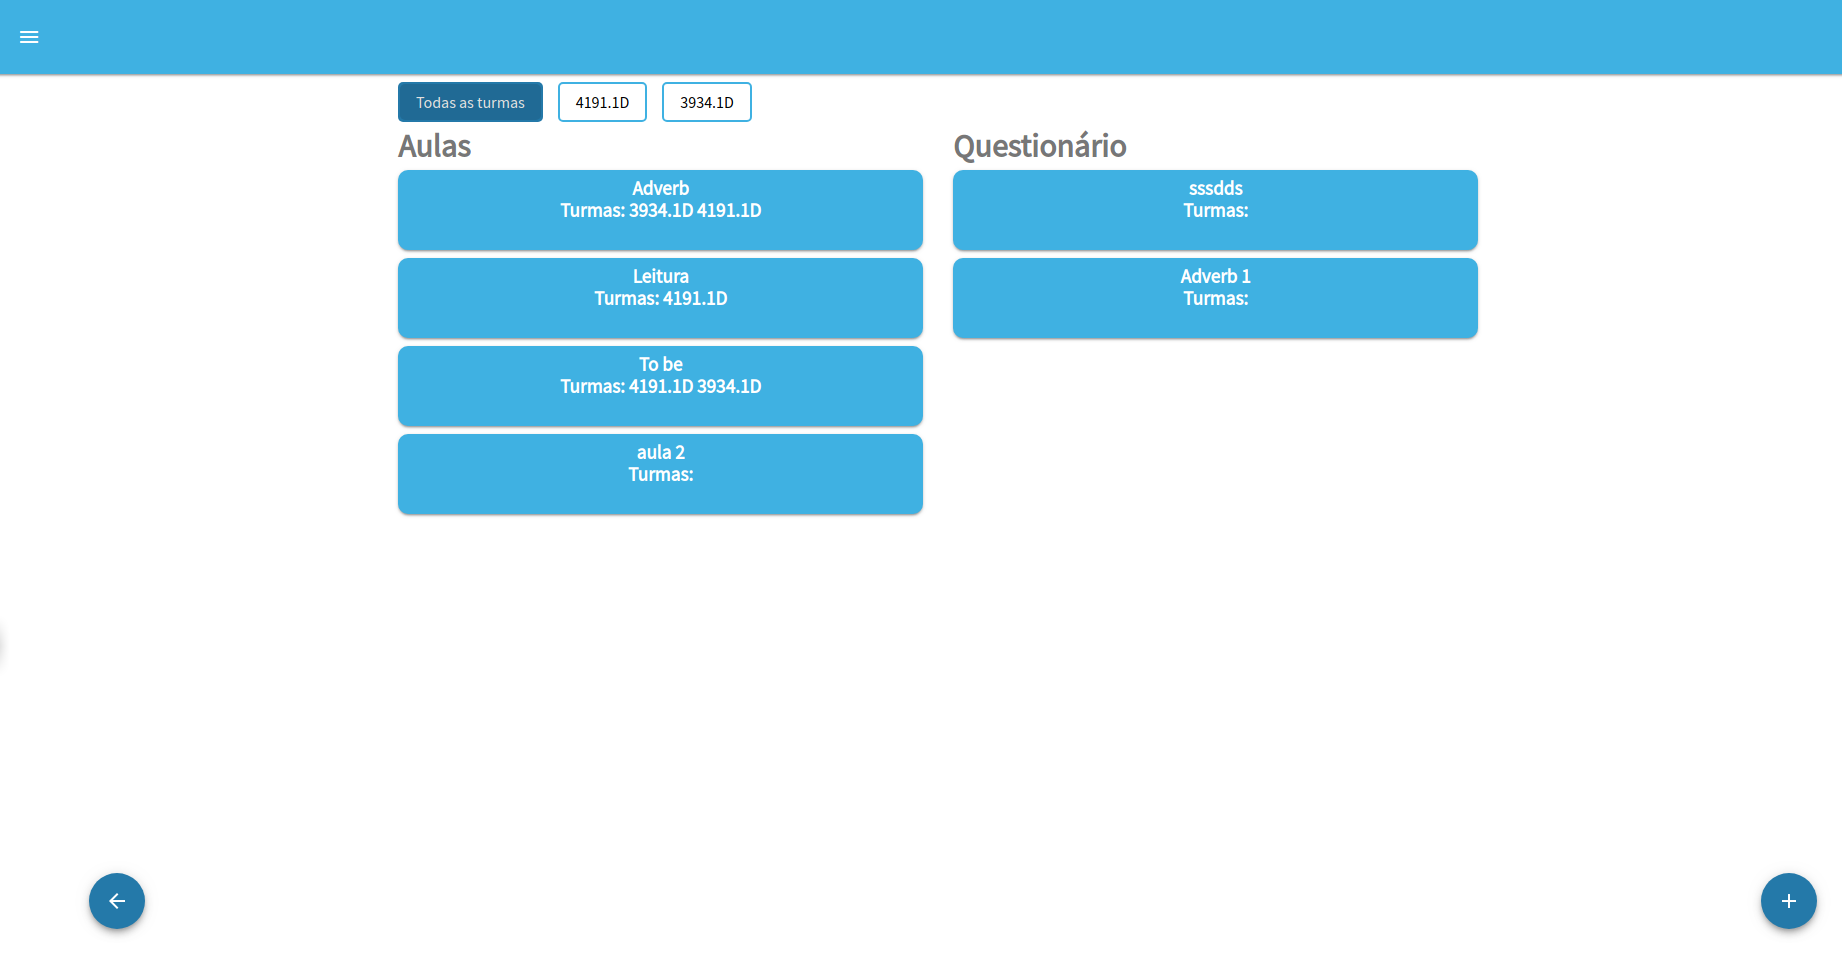 Todas as turmas 4191.1D 3934.1D
Aulas
Adverb
Turmas: 3934.1D 4191.1D
Leitura
Turmas: 4191.1D
To be
Turmas: 4191.1D 3934.1D
aula 2
Turmas:
Questionário
sssdds
Turmas:
Adverb 1
Turmas: